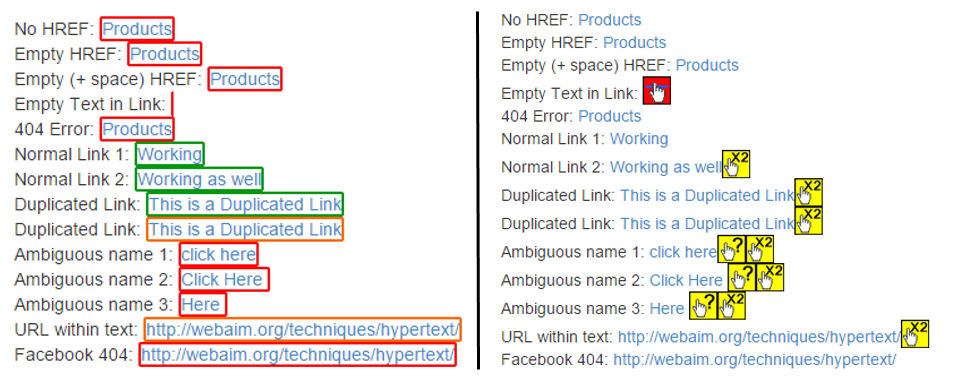 No HREF: Products
Empty HREF: Products
Empty (+ space) HREF: Products
Empty Text in Link:
404 Error: Products
Normal Link 1: Working
Normal Link 2: Working as well
Duplicated Link: This is a Duplicated Link
Duplicated Link: This is a Duplicated Link
Ambiguous name 1: click here
Ambiguous name 2: Click Here
Ambiguous name 3: Here
URL within text: http://webaim.org/techniques/hypertext/
Facebook 404: http://webaim.org/techniques/hypertext/
No HREF: Products
Empty HREF: Products
Empty (+ space) HREF: Products
Empty Text in Link:
404 Error: Products
Normal Link 1: Working
Normal Link 2: Working as well X2
Duplicated Link: This is a Duplicated Link X2
Duplicated Link: This is a Duplicated Link X2
Ambiguous name 1: click here ? X2
Ambiguous name 2: Click Here ? X2
Ambiguous name 3: Here ? X2
URL within text: http://webaim.org/techniques/hypertext/ X2
Facebook 404: http://webaim.org/techniques/hypertext/